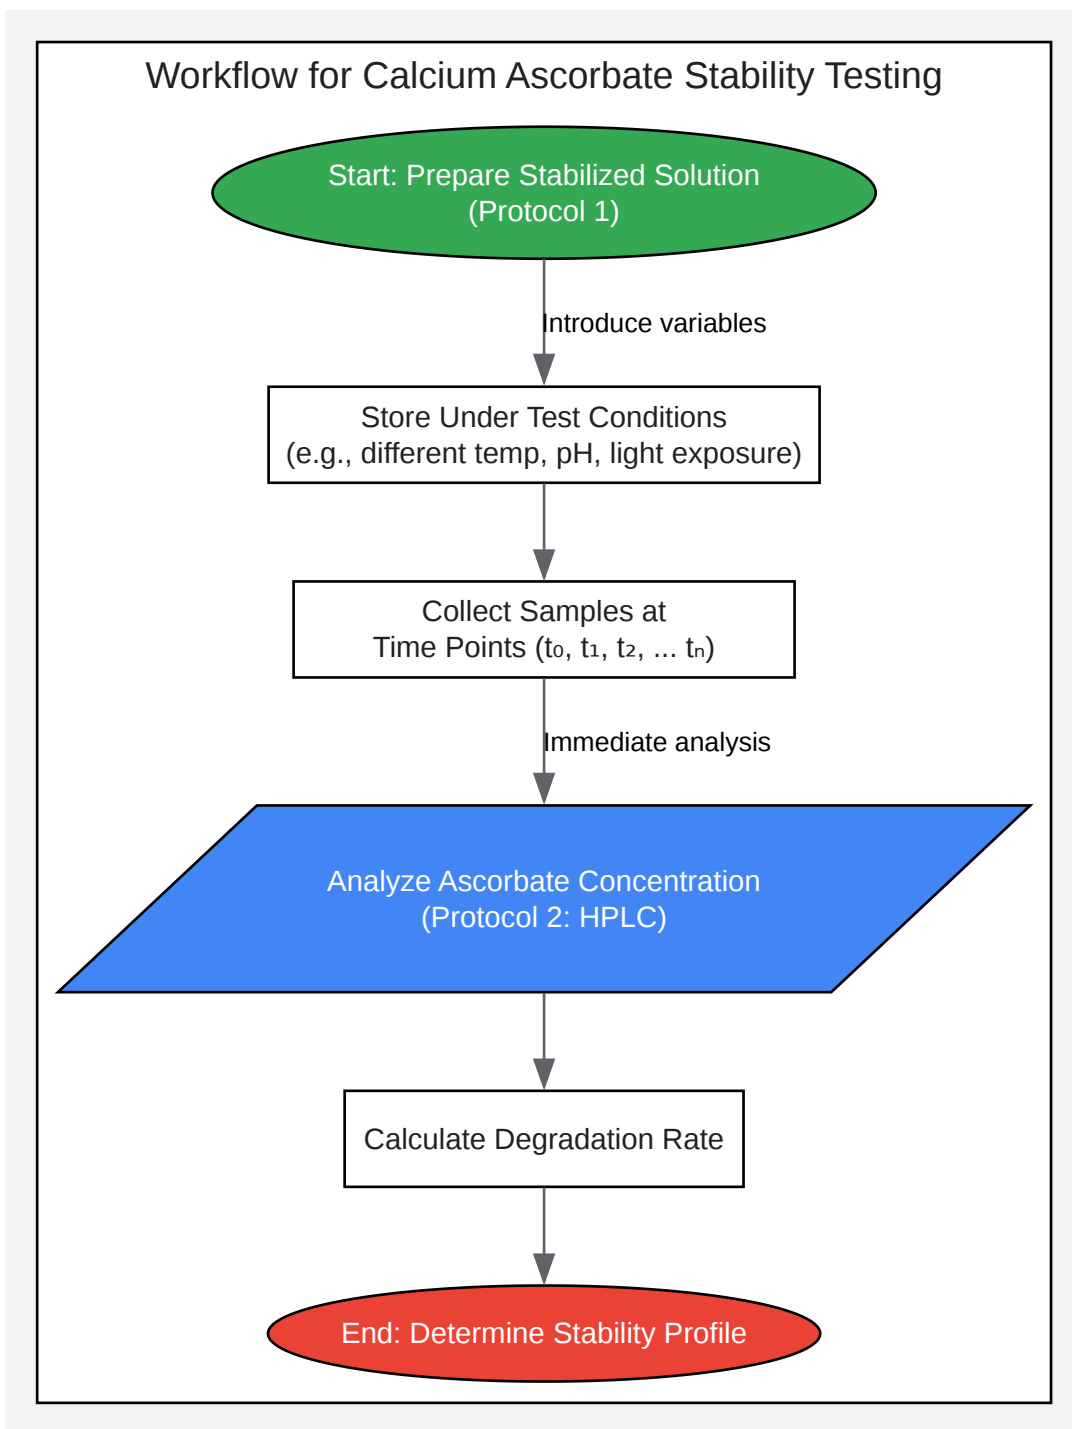 Workflow for Calcium Ascorbate Stability Testing
Start: Prepare Stabilized Solution
(Protocol 1)
Introduce variables
Store Under Test Conditions
(e.g., different temp, pH, light exposure)
Collect Samples at
Time Points (t₀, t₁, t₂, ... tₙ)
Immediate analysis
Analyze Ascorbate Concentration
(Protocol 2: HPLC)
Calculate Degradation Rate
End: Determine Stability Profile